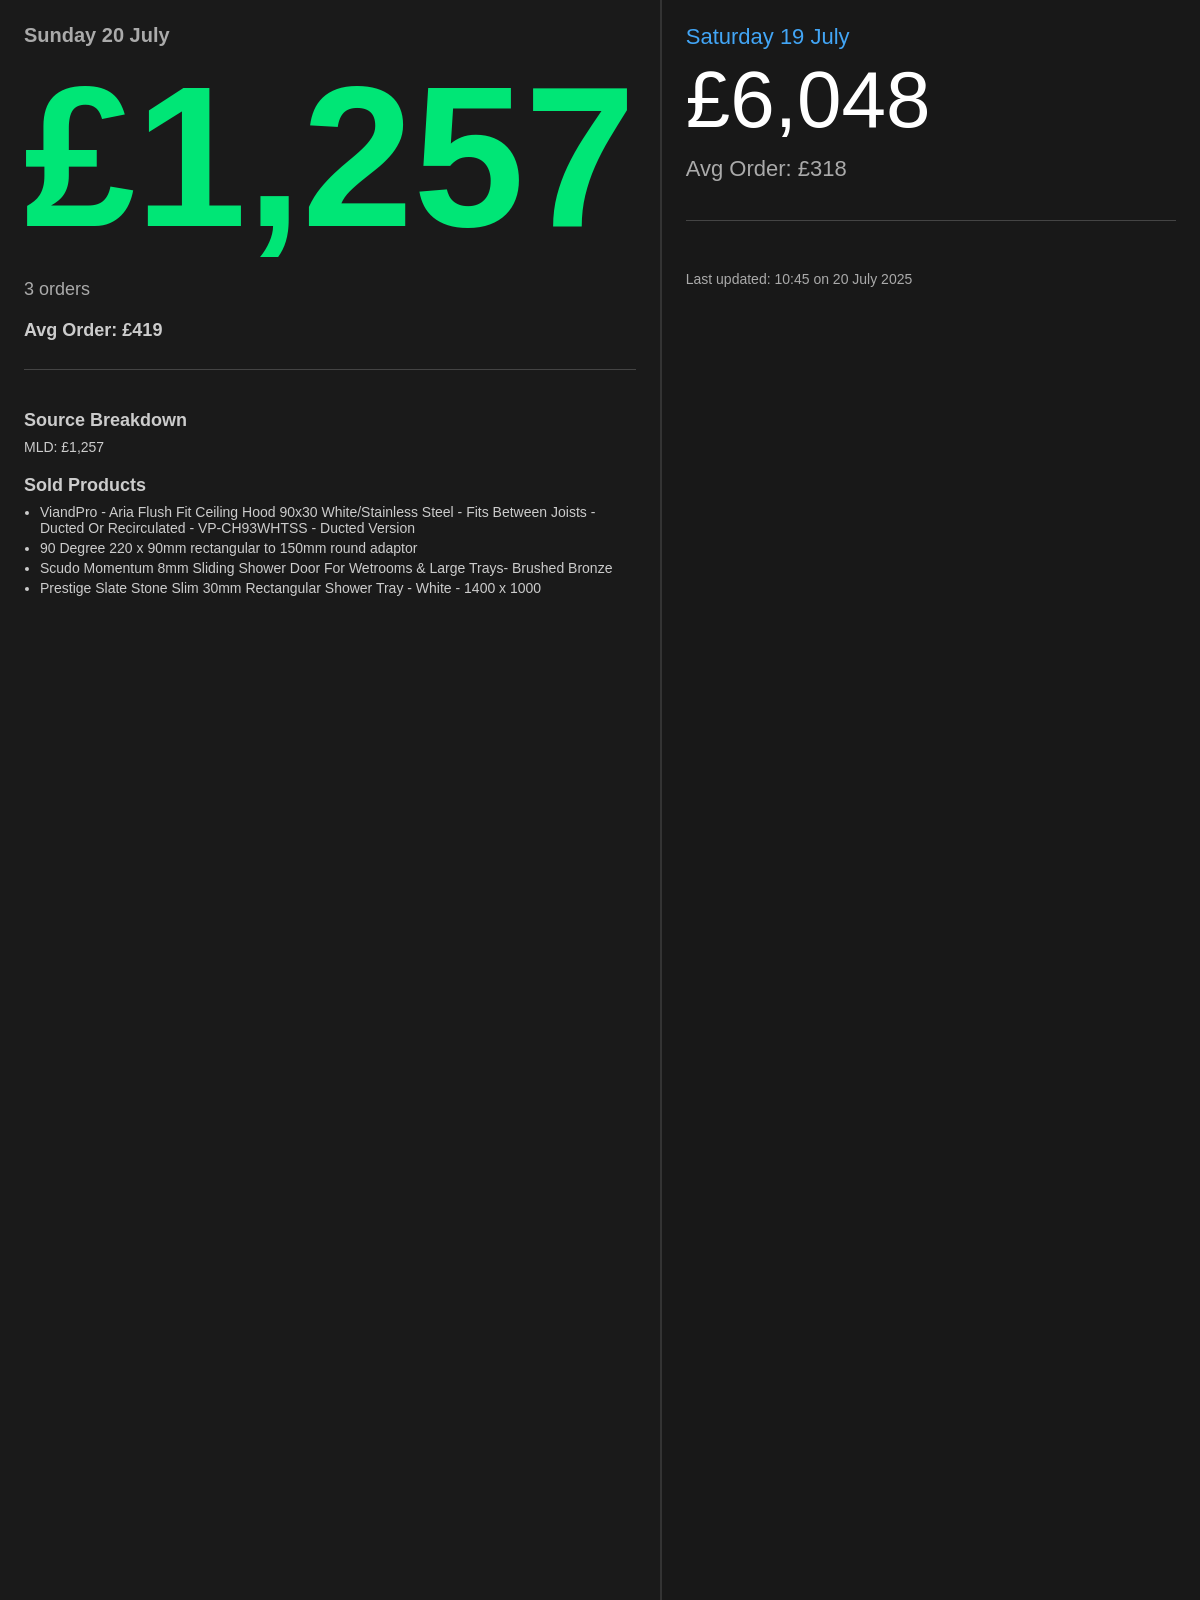 Sunday 20 July
£1,257
3 orders
Avg Order: £419
Source Breakdown
MLD: £1,257
Sold Products
• ViandPro - Aria Flush Fit Ceiling Hood 90x30 White/Stainless Steel - Fits Between Joists -
Ducted Or Recirculated - VP-CH93WHTSS - Ducted Version
• 90 Degree 220 x 90mm rectangular to 150mm round adaptor
• Scudo Momentum 8mm Sliding Shower Door For Wetrooms & Large Trays- Brushed Bronze
• Prestige Slate Stone Slim 30mm Rectangular Shower Tray - White - 1400 x 1000
Saturday 19 July
£6,048
Avg Order: £318
Last updated: 10:45 on 20 July 2025